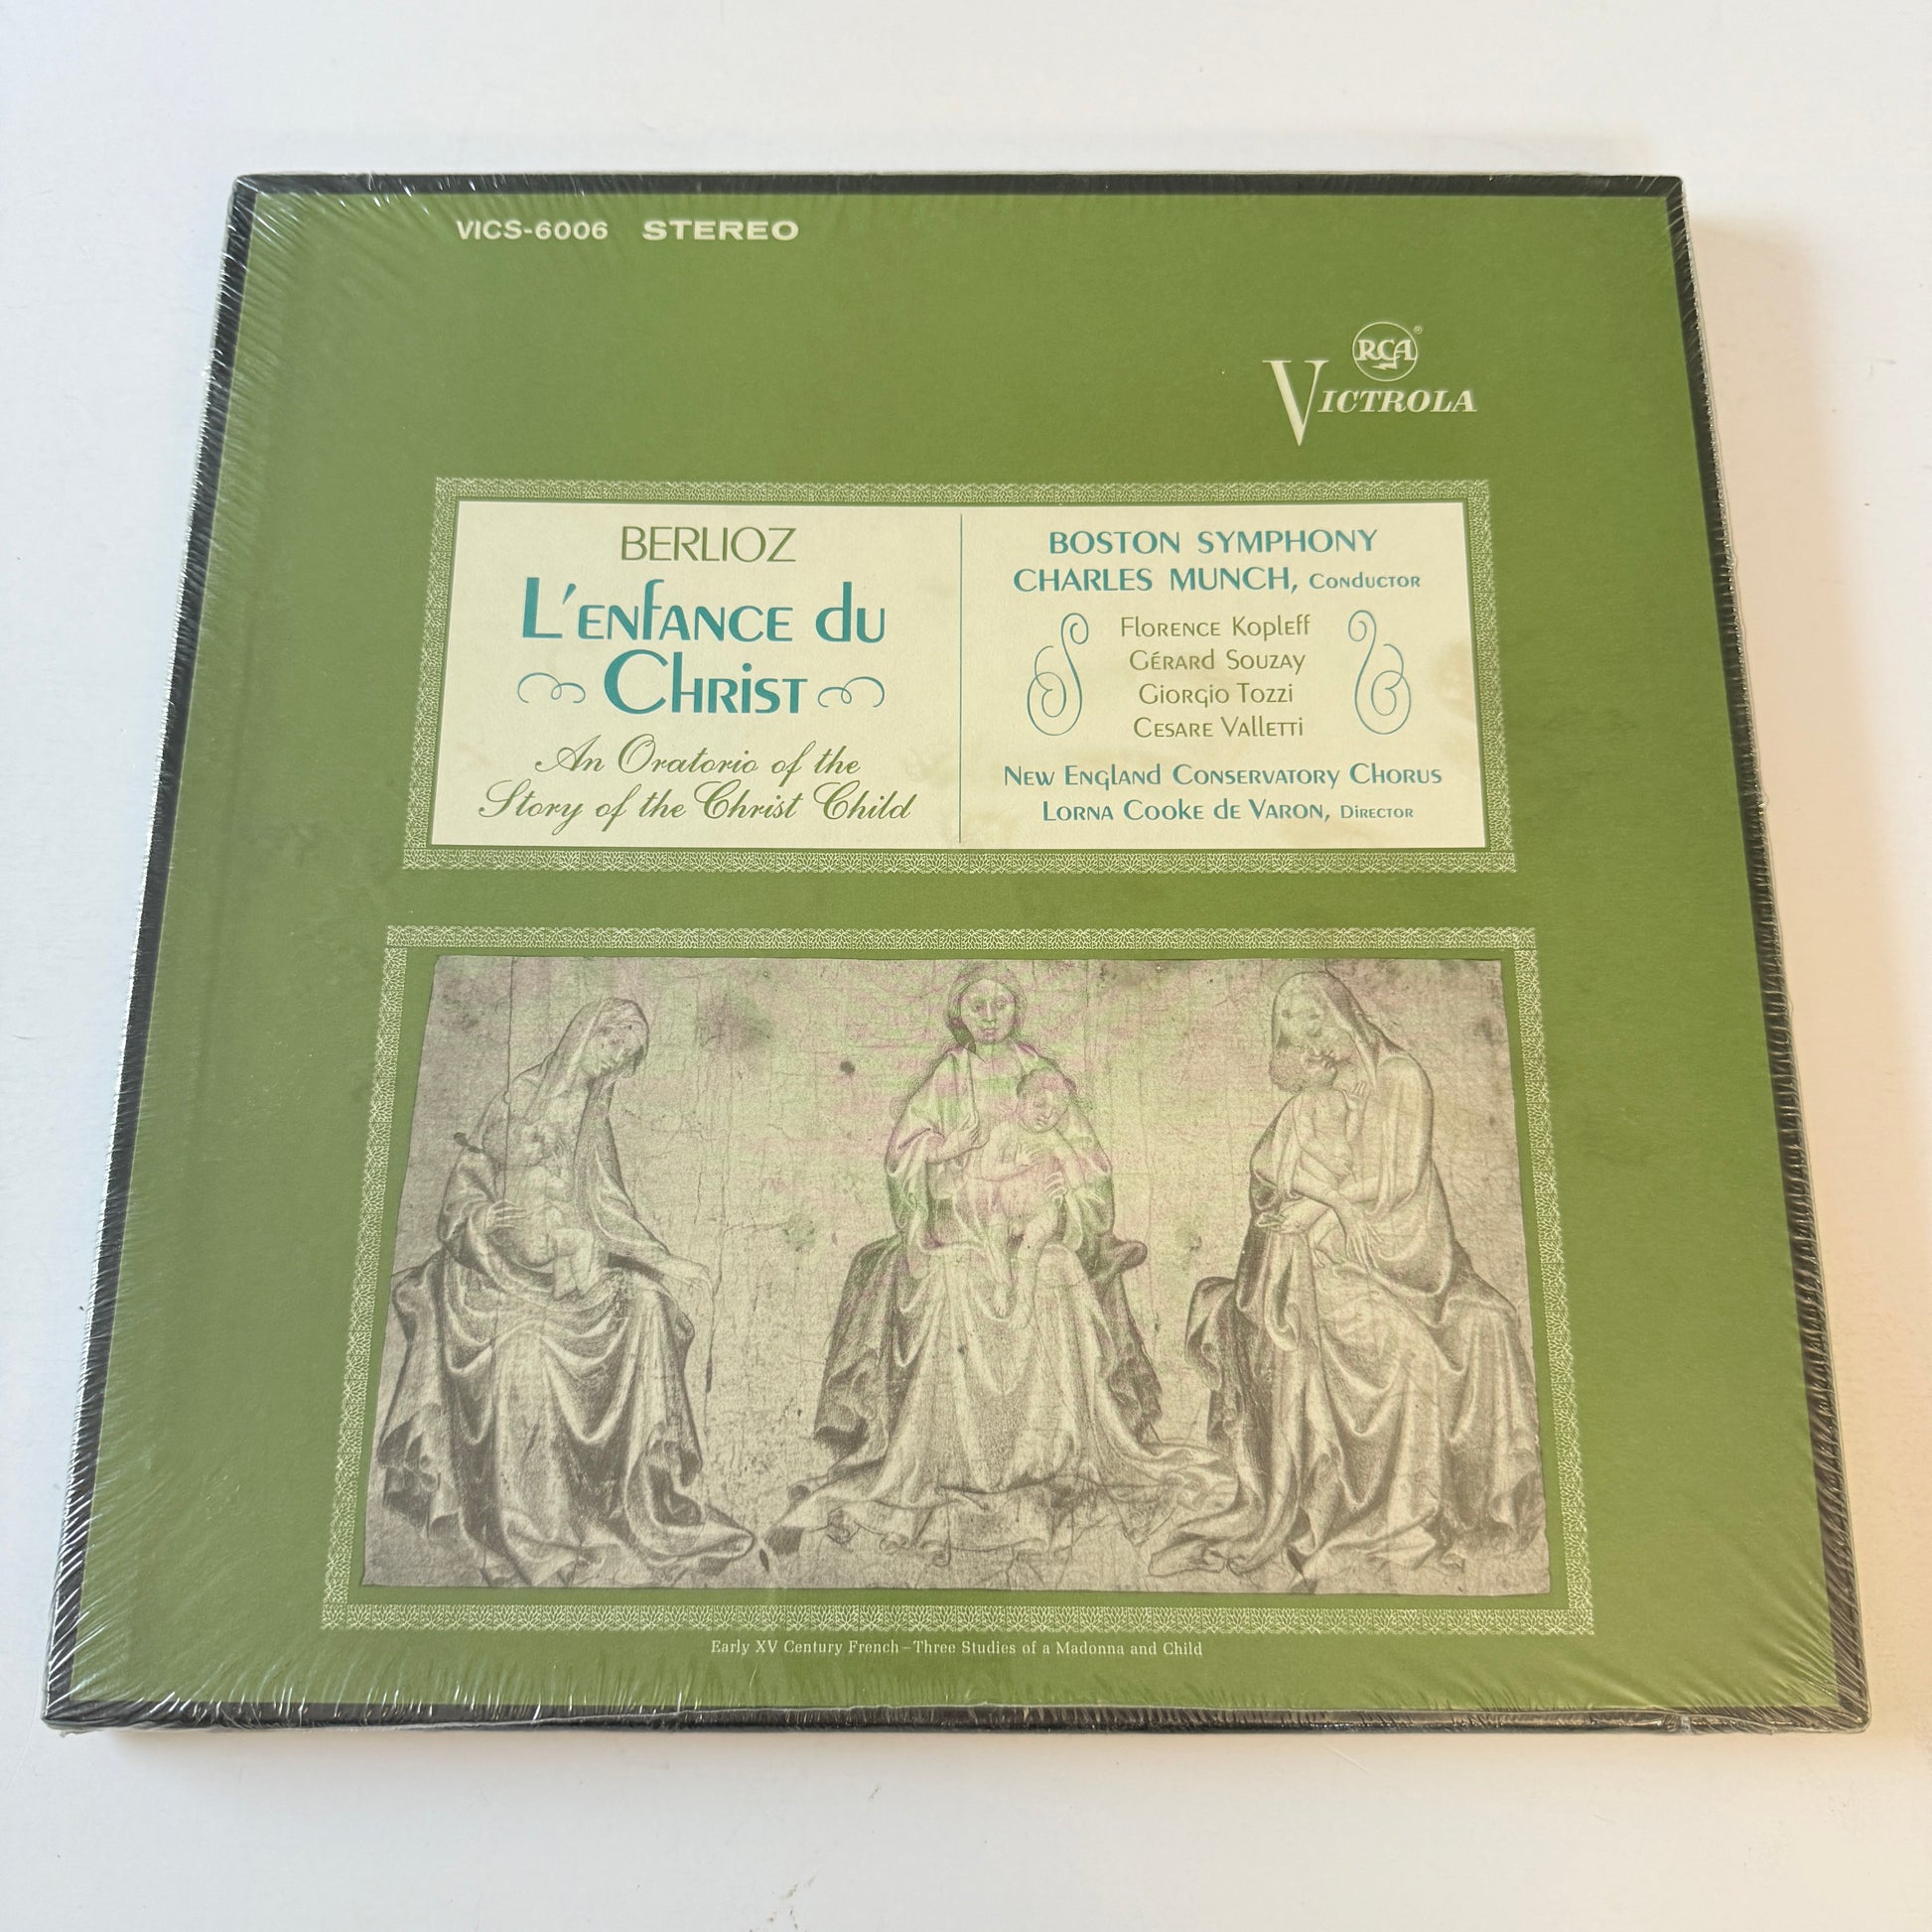 VICS-6006 STEREO
RCA®
VICTROLA
BERLIOZ
L'ENFANCE du
CHRIST
An Oratorio of the
Story of the Christ Child
BOSTON SYMPHONY
CHARLES MUNCH, CONDUCTOR
FLORENCE KOPLEFF
GÉRARD SOUZAY
GIORGIO TOZZI
CESARE VALLETTI
NEW ENGLAND CONSERVATORY CHORUS
LORNA COOKE dE VARON, DIRECTOR
Early XV Century French–Three Studies of a Madonna and Child